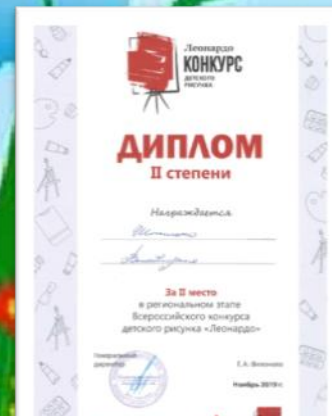 Леонардо
КОНКУРС
ДЕТСКОГО
РИСУНКА
ДИПЛОМ
II степени
Награждается
За II место
в региональном этапе
Всероссийского конкурса
детского рисунка «Леонардо»
Генеральный
директор
Ноябрь 2019 г.